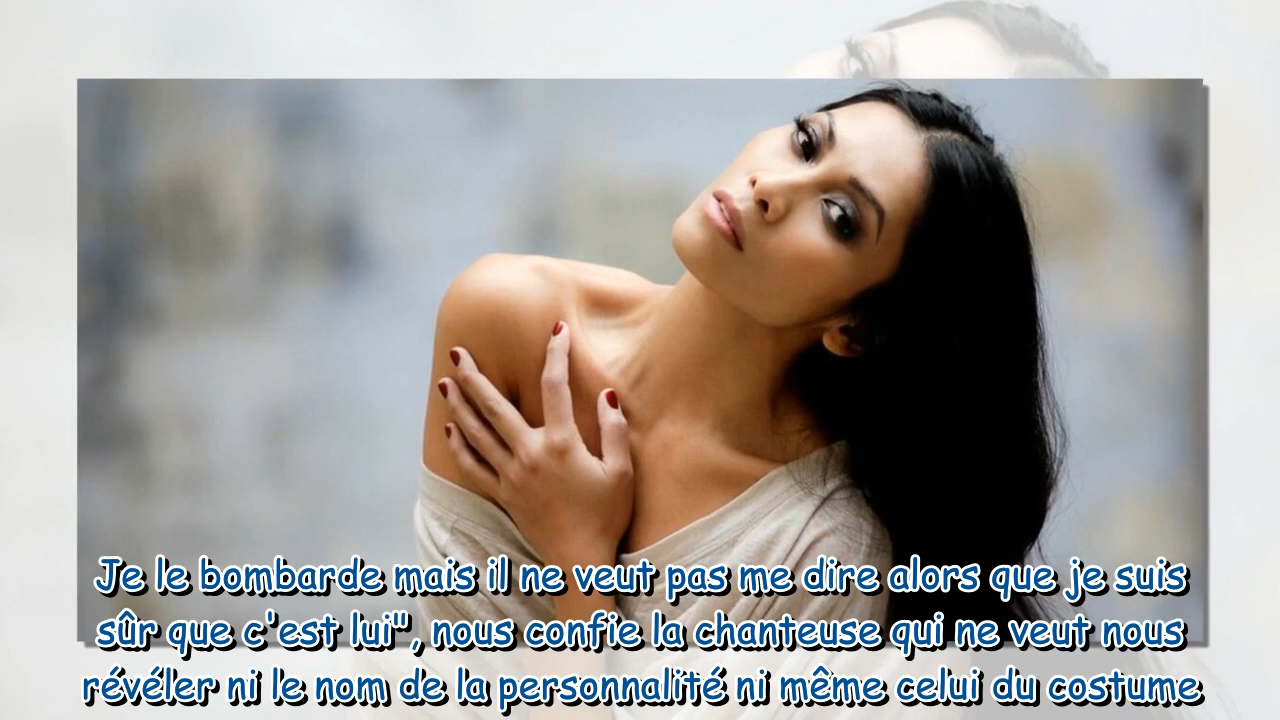 Je le bombarde mais il ne veut pas me dire alors que je suis
sûr que c'est lui", nous confie la chanteuse qui ne veut nous
révéler ni le nom de la personnalité ni même celui du costume